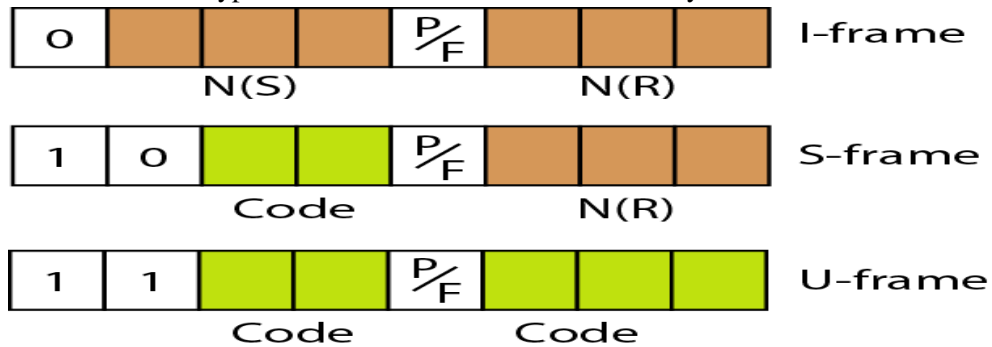 0 P/F I-frame
N(S) N(R)
1 0 P/F S-frame
Code N(R)
1 1 P/F U-frame
Code Code